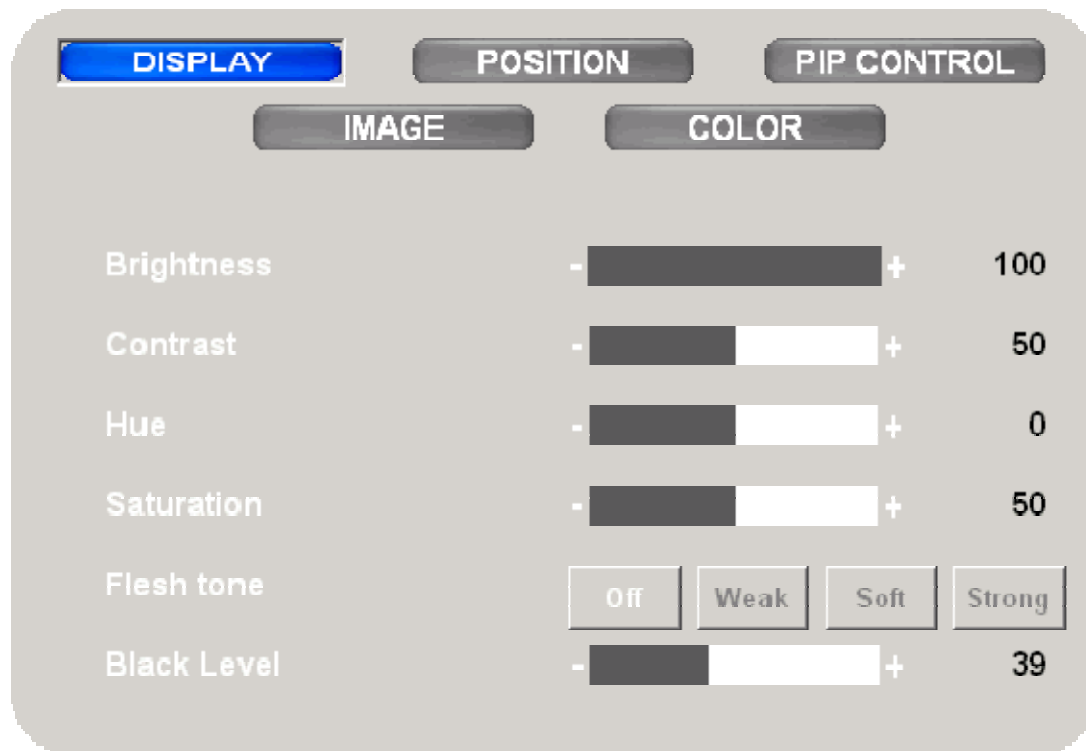 DISPLAY POSITION PIP CONTROL
IMAGE COLOR
Brightness - + 100
Contrast - + 50
Hue - + 0
Saturation - + 50
Flesh tone Off Weak Soft Strong
Black Level - + 39